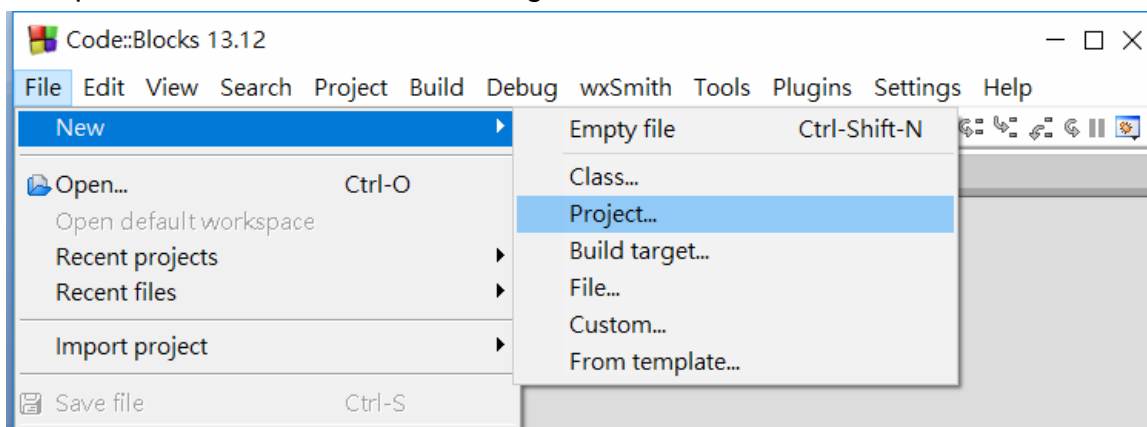 Code::Blocks 13.12
File Edit View Search Project Build Debug wxSmith Tools Plugins Settings Help
New
Open... Ctrl-O
Open default workspace
Recent projects
Recent files
Import project
Save file Ctrl-S
Empty file Ctrl-Shift-N
Class...
Project...
Build target...
File...
Custom...
From template...